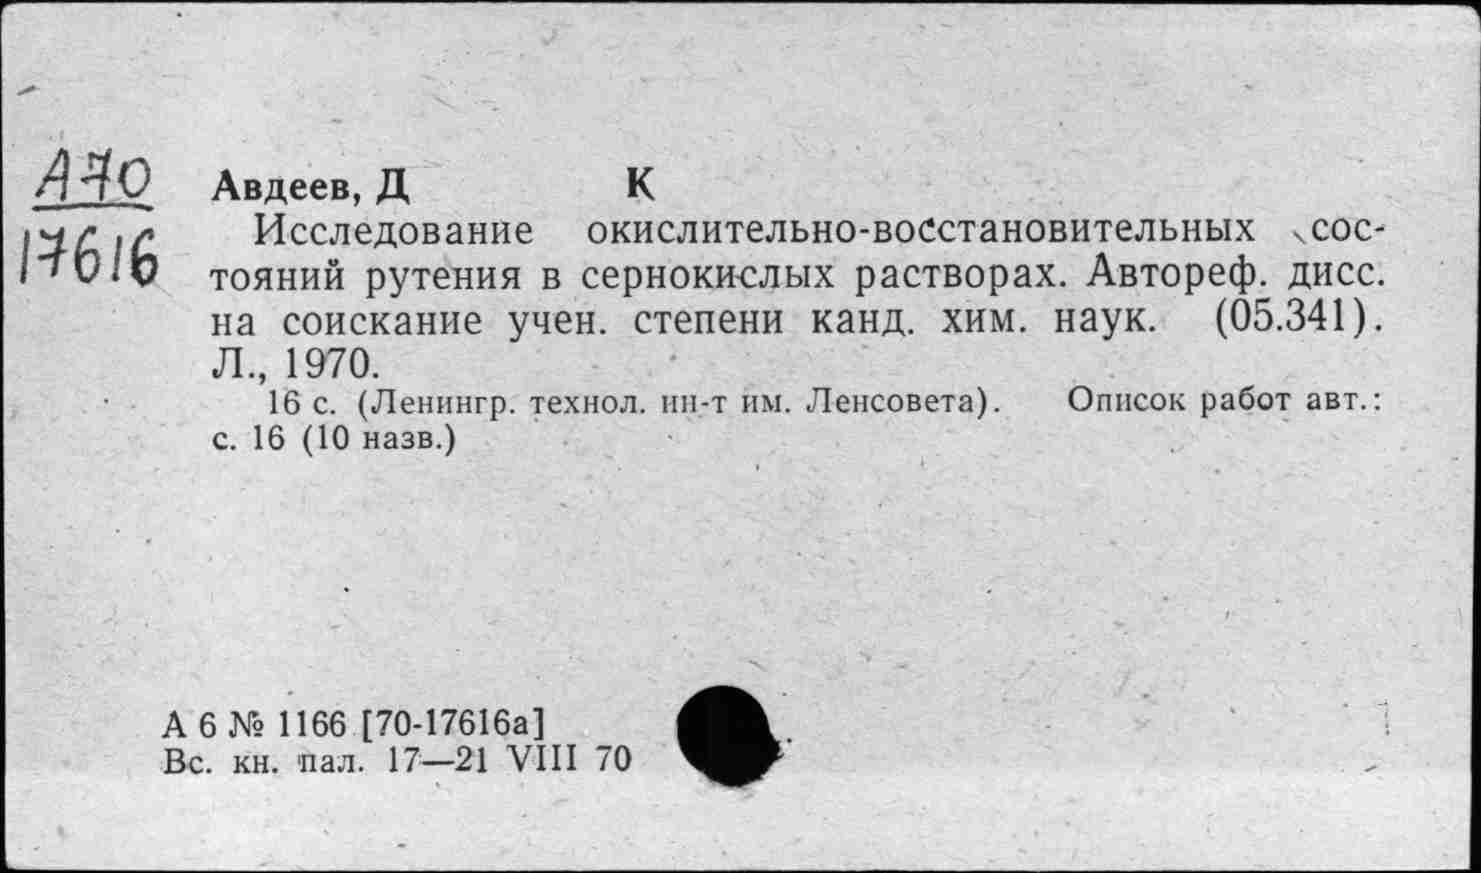 А70
17616
Авдеев, Д К
Исследование окислительно-восстановительных сос-
тояний рутения в сернокислых растворах. Автореф. дисс.
на соискание учен. степени канд. хим. наук. (05.341).
Л., 1970.
16 с. (Ленингр. технол. ин-т им. Ленсовета). Описок работ авт.:
с. 16 (10 назв.)
А 6 № 1166 [70-17616а]
Вс. кн. пал. 17—21 VIII 70